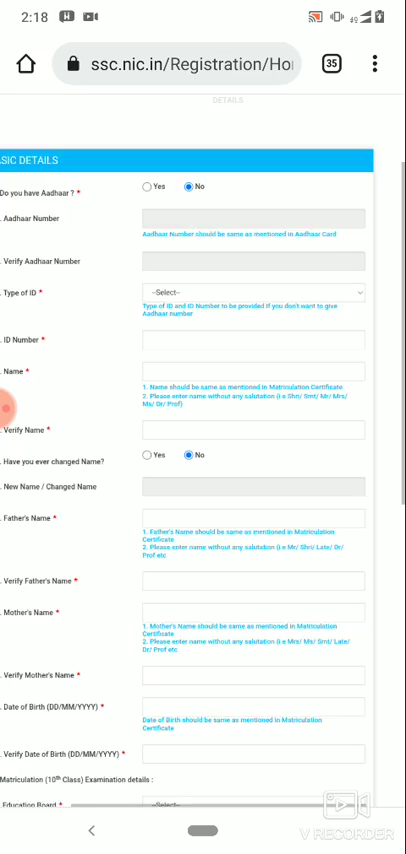 2:18
4G
ssc.nic.in/Registration/Ho
35
DETAILS
SIC DETAILS
Do you have Aadhaar ? * Yes No
. Aadhaar Number
Aadhaar Number should be same as mentioned in Aadhaar Card
. Verify Aadhaar Number
. Type of ID * --Select--
Type of ID and ID Number to be provided If you don't want to give
Aadhaar number
. ID Number *
. Name *
1. Name should be same as mentioned in Matriculation Certificate
2. Please enter name without any salutation (i.e Shri/ Smt/ Mr/ Mrs/
Ms/ Dr/ Prof)
. Verify Name *
. Have you ever changed Name? Yes No
. New Name / Changed Name
. Father's Name *
1. Father's Name should be same as mentioned in Matriculation
Certificate
2. Please enter name without any salutation (i.e Mr/ Shri/ Late/ Dr/
Prof etc
. Verify Father's Name *
. Mother's Name *
1. Mother's Name should be same as mentioned in Matriculation
Certificate
2. Please enter name without any salutation (i.e Mrs/ Ms/ Smt/ Late/
Dr/ Prof etc
. Verify Mother's Name *
. Date of Birth (DD/MM/YYYY) *
Date of Birth should be same as mentioned in Matriculation
Certificate
. Verify Date of Birth (DD/MM/YYYY) *
Matriculation (10th Class) Examination details :
Education Board * --Select--
V RECORDER